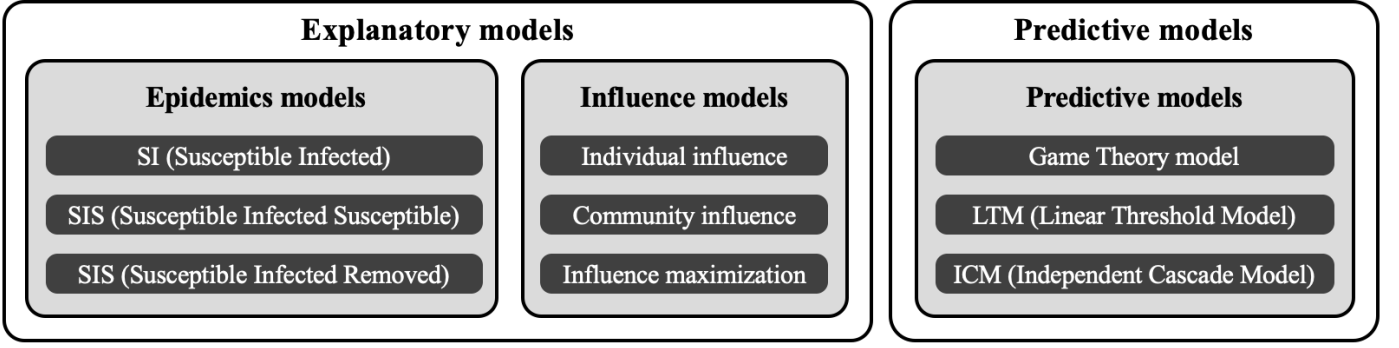 Explanatory models
Epidemics models
SI (Susceptible Infected)
SIS (Susceptible Infected Susceptible)
SIS (Susceptible Infected Removed)
Influence models
Individual influence
Community influence
Influence maximization
Predictive models
Predictive models
Game Theory model
LTM (Linear Threshold Model)
ICM (Independent Cascade Model)